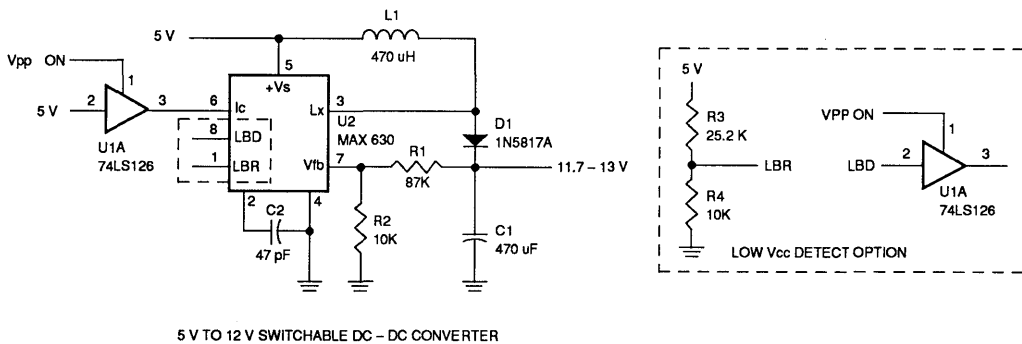 L1
5 V
470 uH
Vpp ON
1
5
+Vs
5 V
2
3
6
Ic
Lx
3
U2
MAX 630
8
LBD
1
LBR
U1A
74LS126
D1
1N5817A
Vfb
7
R1
87K
11.7 – 13 V
2
4
C2
47 pF
R2
10K
C1
470 uF
5 V
R3
25.2 K
VPP ON
1
LBR
LBD
2
3
R4
10K
U1A
74LS126
LOW Vcc DETECT OPTION
5 V TO 12 V SWITCHABLE DC – DC CONVERTER